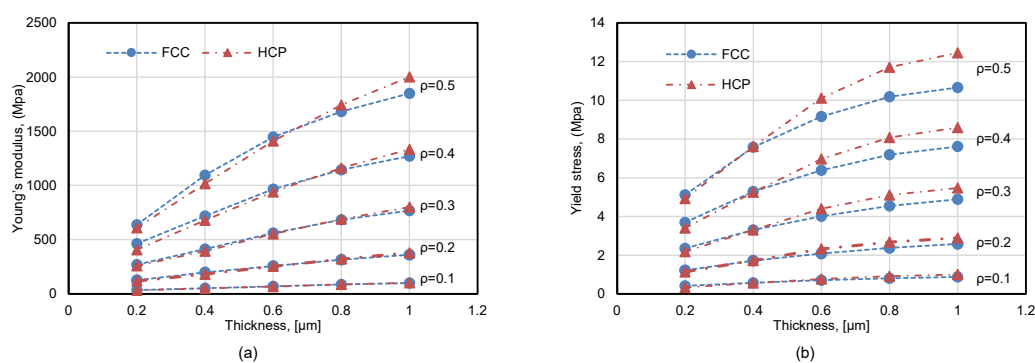 2500
2000
1500
1000
500
0
0 0.2 0.4 0.6 0.8 1 1.2
Young's modulus, (Mpa)
Thickness, [μm]
FCC HCP
ρ=0.5
ρ=0.4
ρ=0.3
ρ=0.2
ρ=0.1
(a)
14
12
10
8
6
4
2
0
0 0.2 0.4 0.6 0.8 1 1.2
Yield stress, (Mpa)
Thickness, [μm]
FCC
HCP
ρ=0.5
ρ=0.4
ρ=0.3
ρ=0.2
ρ=0.1
(b)